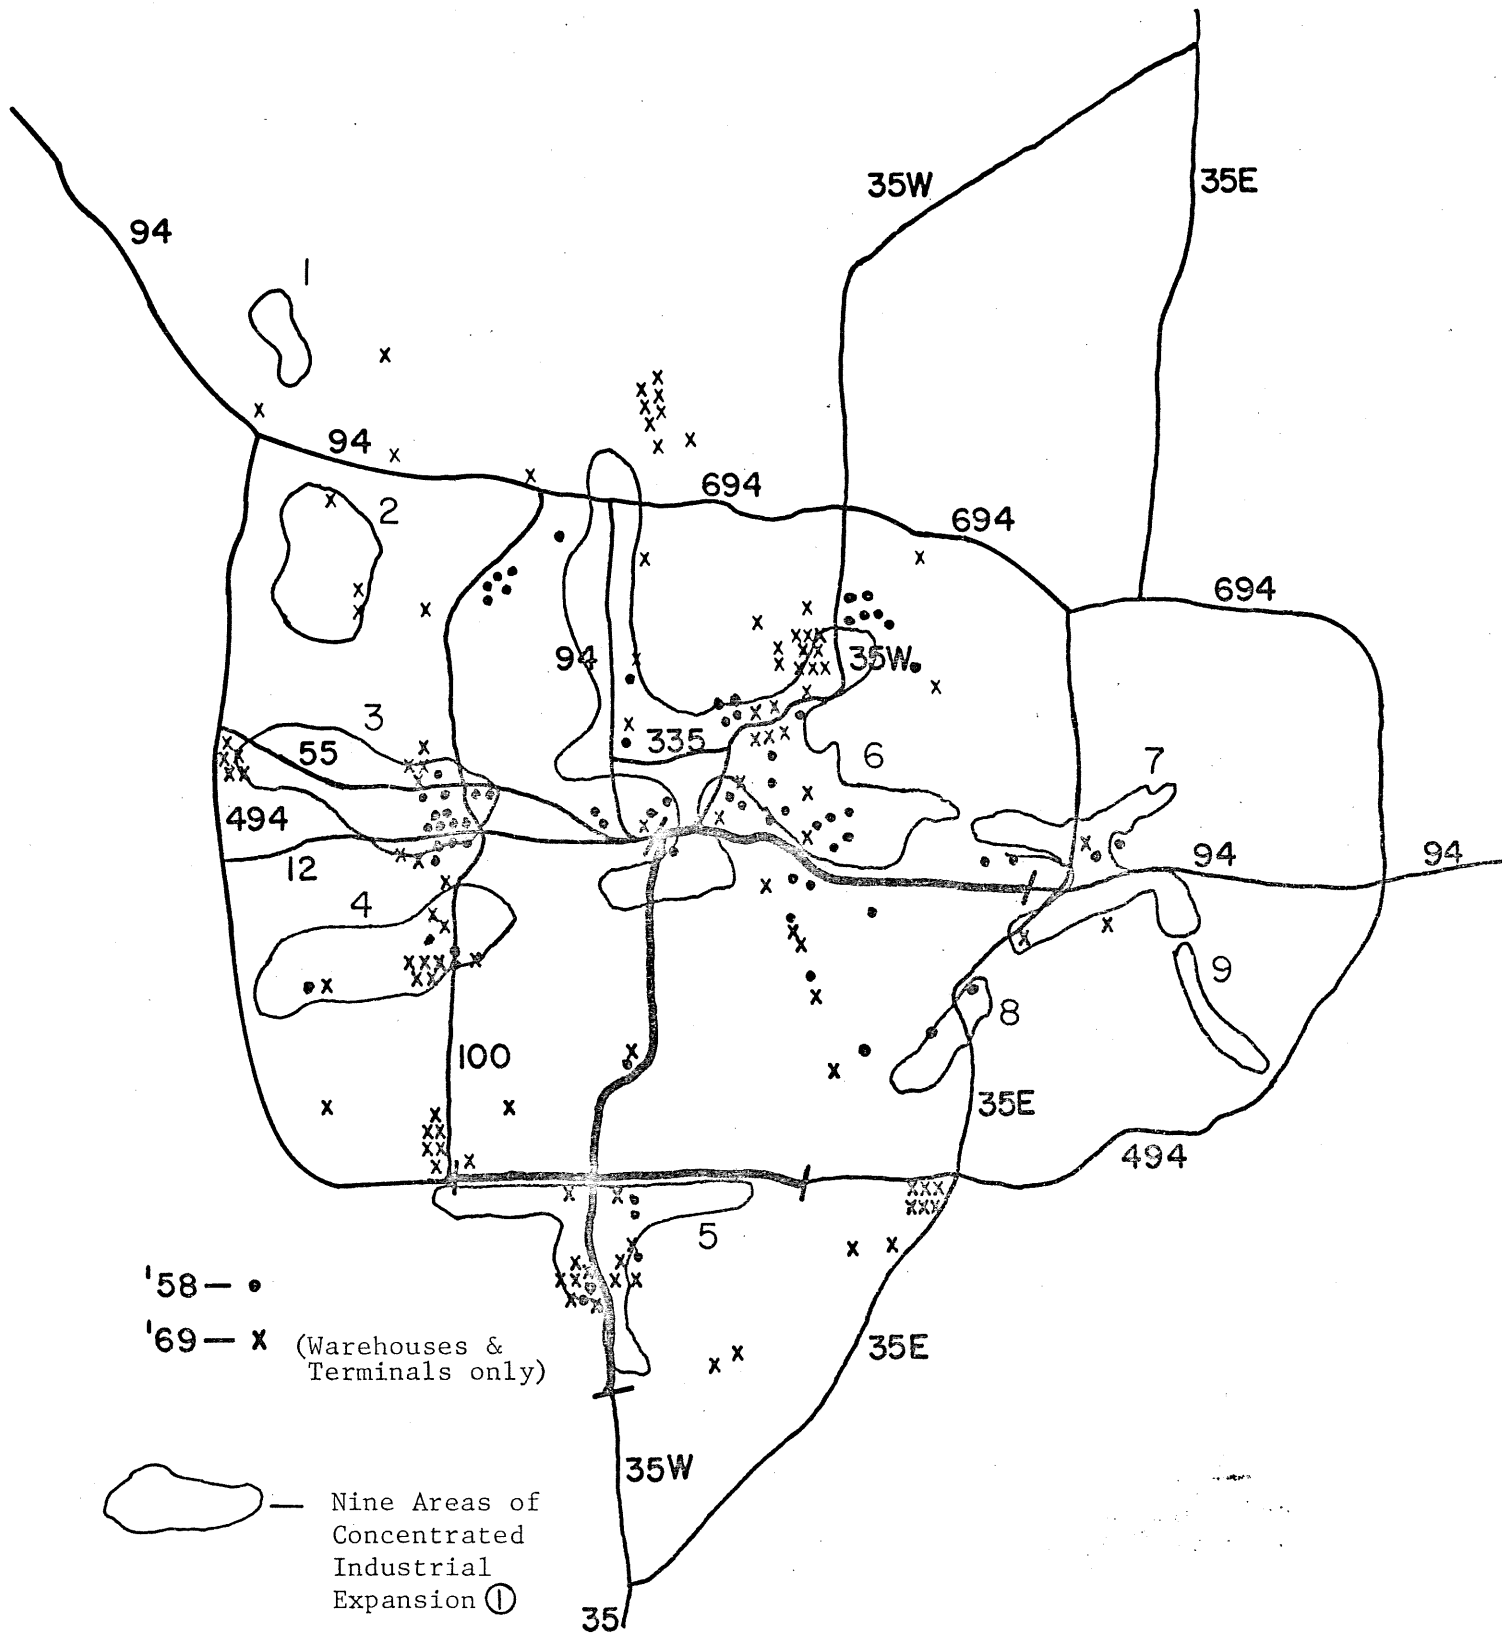 35W
35E
94
1
94
694
2
694
694
94
35W
3
335
6
55
7
494
94
94
12
4
9
8
100
35E
494
5
'58 — •
'69 — x (Warehouses &
Terminals only)
35E
35W
— Nine Areas of
Concentrated
Industrial
Expansion ①
35